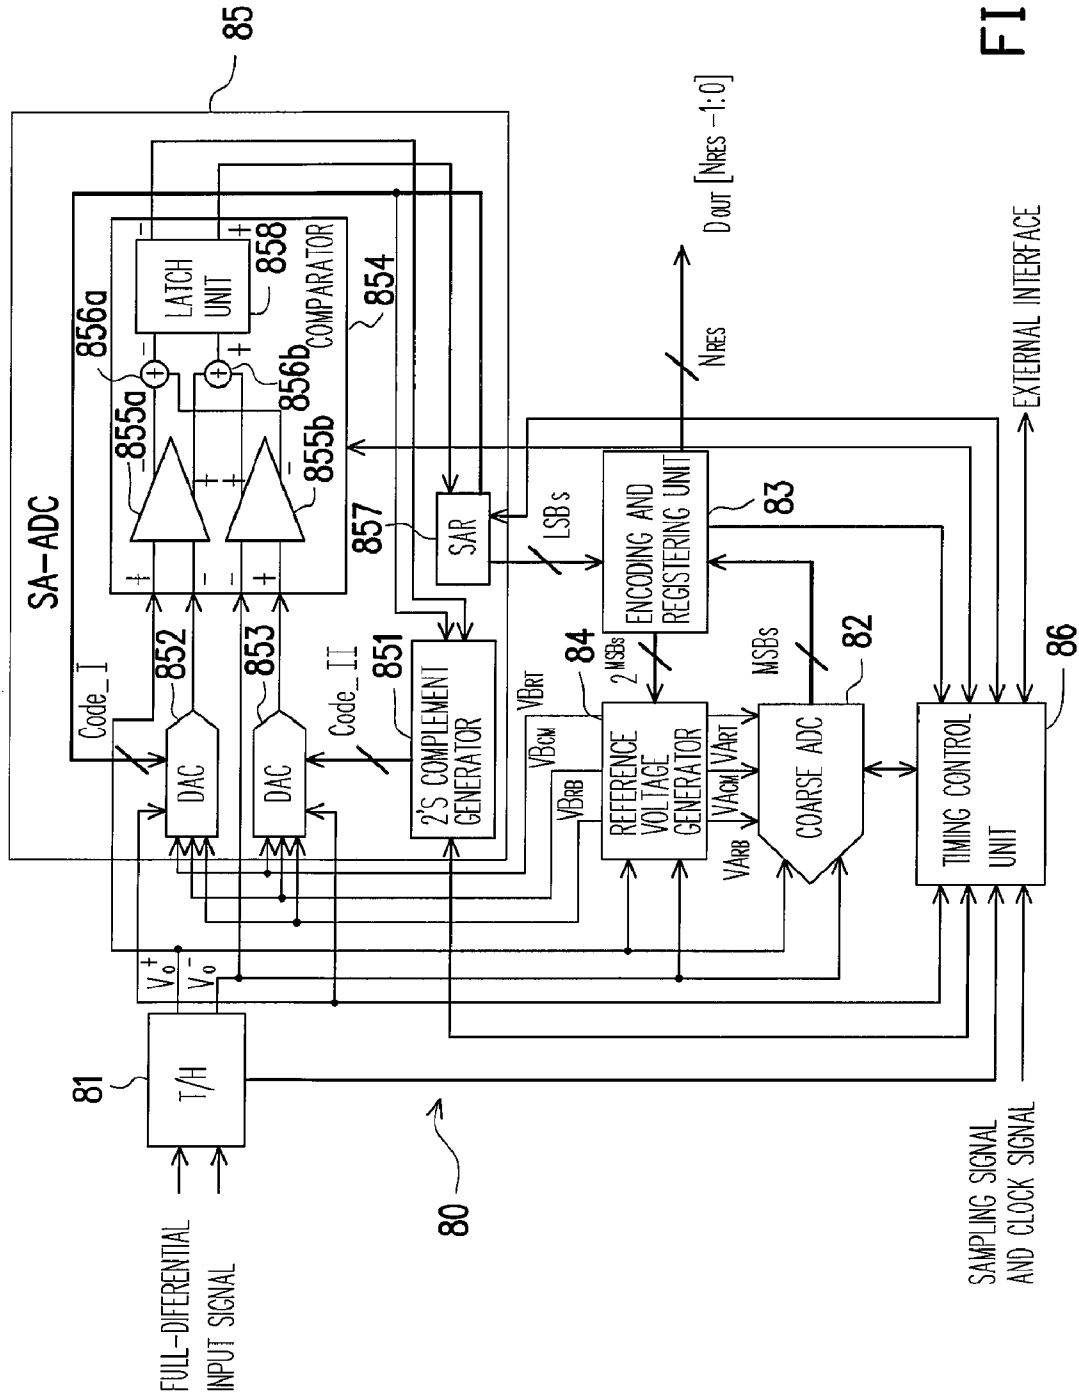 SA-ADC
85
Code_I
852
DAC
853
DAC
Code_II
851
2'S COMPLEMENT
GENERATOR
855a
855b
856a
856b
LATCH
UNIT
858
COMPARATOR
854
857
SAR
LSBs
+
-
-
+
-
+
+
-
-
+
-
+
FULL-DIFERENTIAL
INPUT SIGNAL
81
T/H
Vo+
Vo-
80
VBRT
VBCM
VBRB
84
REFERENCE
VOLTAGE
GENERATOR
2 MSBs
ENCODING AND
REGISTERING UNIT
83
NRES
DOUT [NRES -1:0]
VART
VACM
VARB
COARSE ADC
82
MSBs
TIMING CONTROL
UNIT
86
SAMPLING SIGNAL
AND CLOCK SIGNAL
EXTERNAL INTERFACE
FI